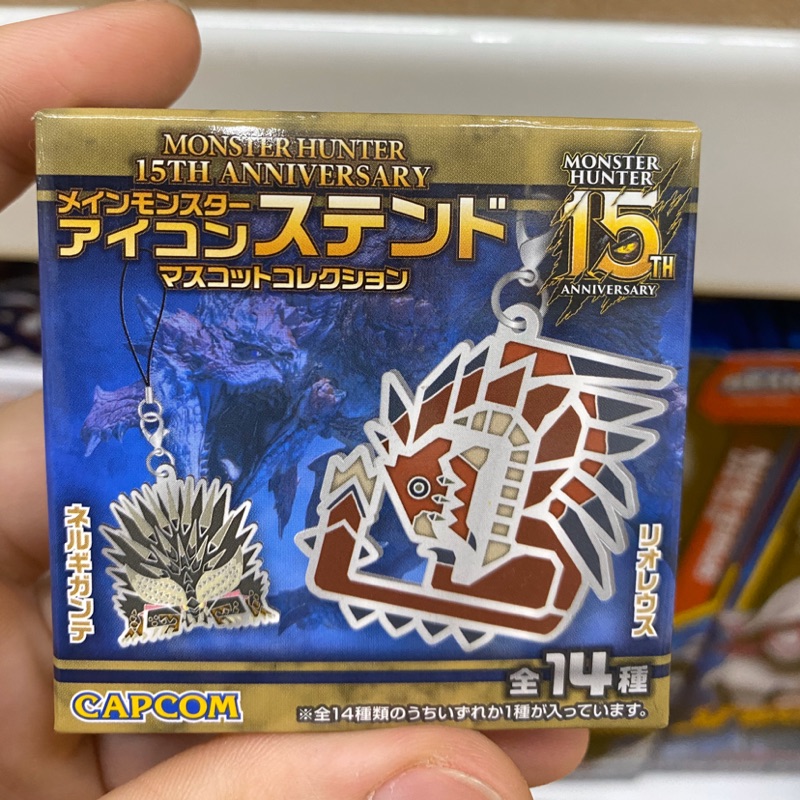 MONSTER HUNTER
15TH ANNIVERSARY
メインモンスター
アイコンステンド
マスコットコレクション
MONSTER
HUNTER
15TH
ANNIVERSARY
ネルギガンテ
リオレウス
全14種
CAPCOM
※全14種類のうちいずれか1種が入っています。